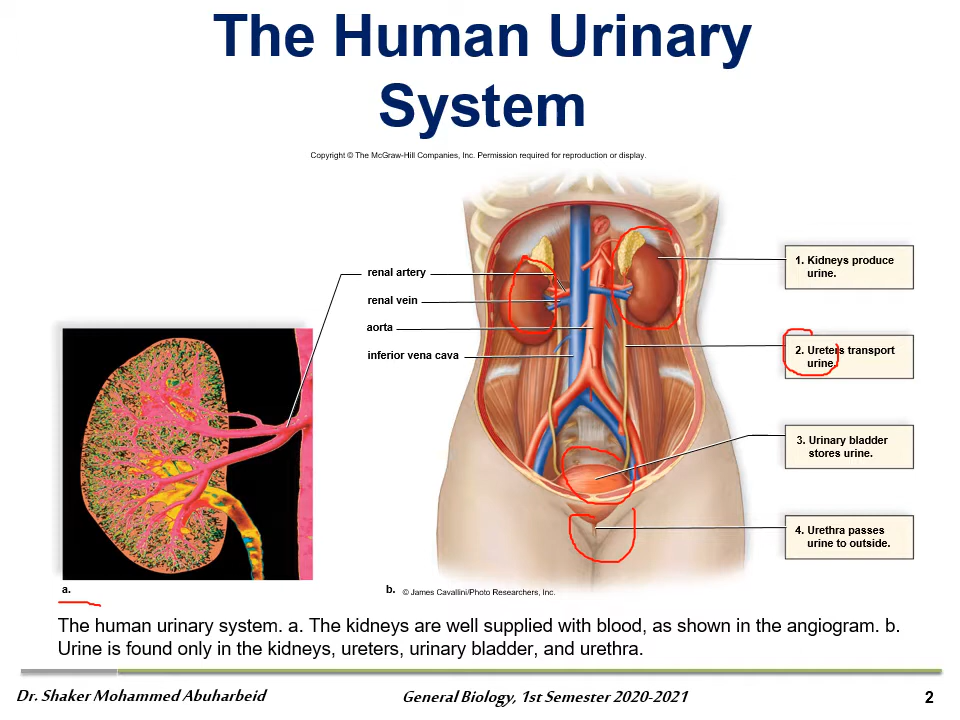 The Human Urinary
System
Copyright © The McGraw-Hill Companies, Inc. Permission required for reproduction or display.
renal artery
renal vein
aorta
inferior vena cava
1. Kidneys produce
urine.
2. Ureters transport
urine.
3. Urinary bladder
stores urine.
4. Urethra passes
urine to outside.
a.
b. © James Cavallini/Photo Researchers, Inc.
The human urinary system. a. The kidneys are well supplied with blood, as shown in the angiogram. b.
Urine is found only in the kidneys, ureters, urinary bladder, and urethra.
Dr. Shaker Mohammed Abuharbeid
General Biology, 1st Semester 2020-2021
2